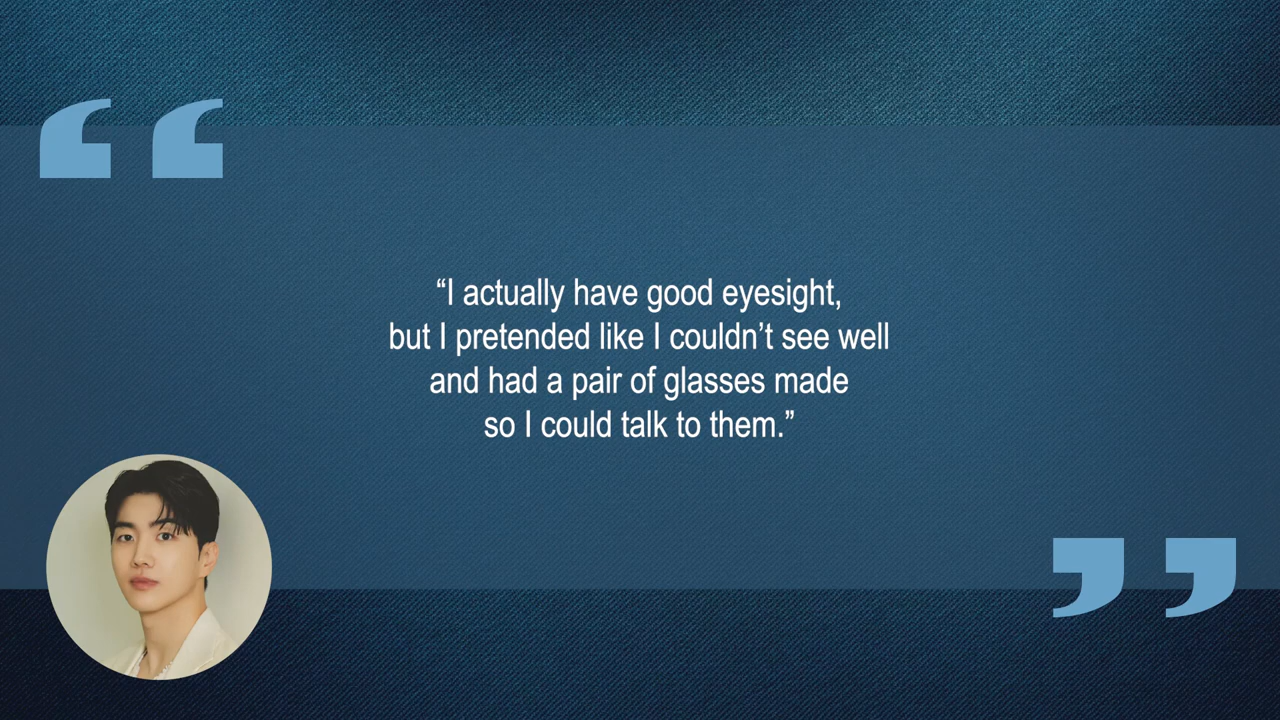 “I actually have good eyesight,
but I pretended like I couldn’t see well
and had a pair of glasses made
so I could talk to them.”